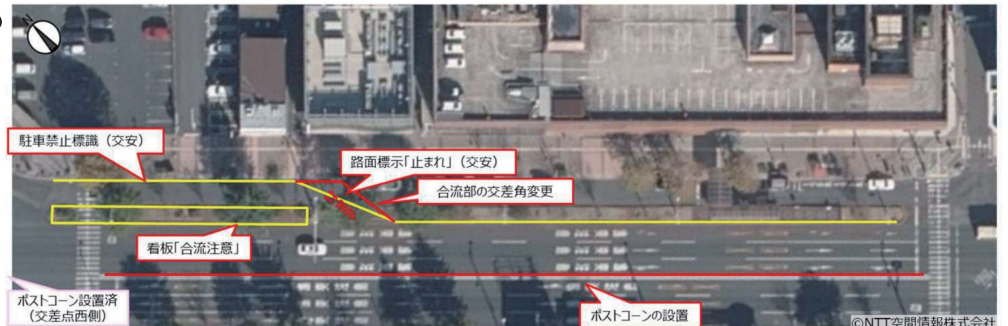 N
駐車禁止標識（交安）
路面標示「止まれ」（交安）
合流部の交差角変更
看板「合流注意」
ポストコーン設置済
（交差点西側）
ポストコーンの設置
©NTT空間情報株式会社